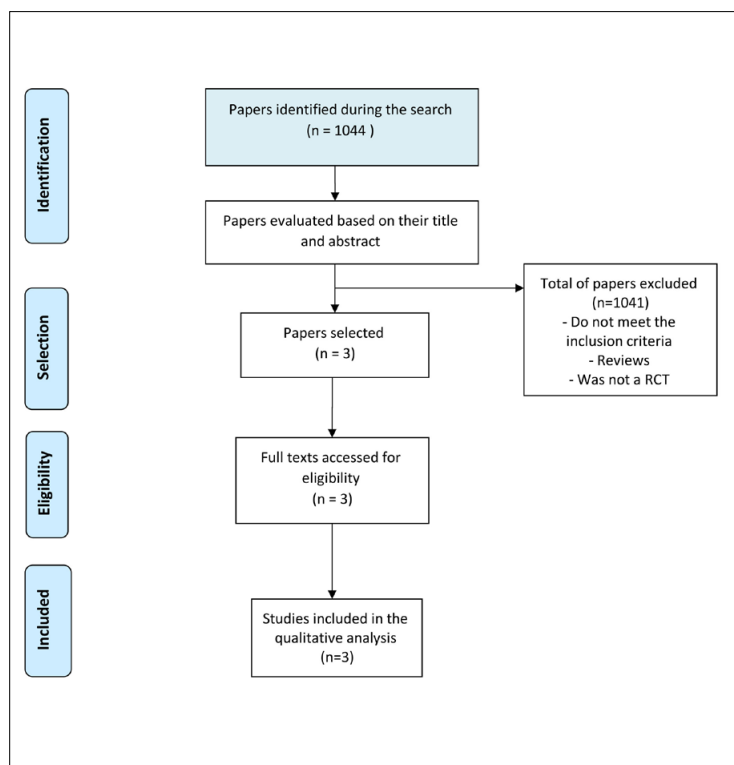 Identification
Papers identified during the search
(n = 1044 )
Papers evaluated based on their title
and abstract
Total of papers excluded
(n=1041)
- Do not meet the
inclusion criteria
- Reviews
- Was not a RCT
Selection
Papers selected
(n = 3)
Eligibility
Full texts accessed for
eligibility
(n = 3)
Included
Studies included in the
qualitative analysis
(n=3)